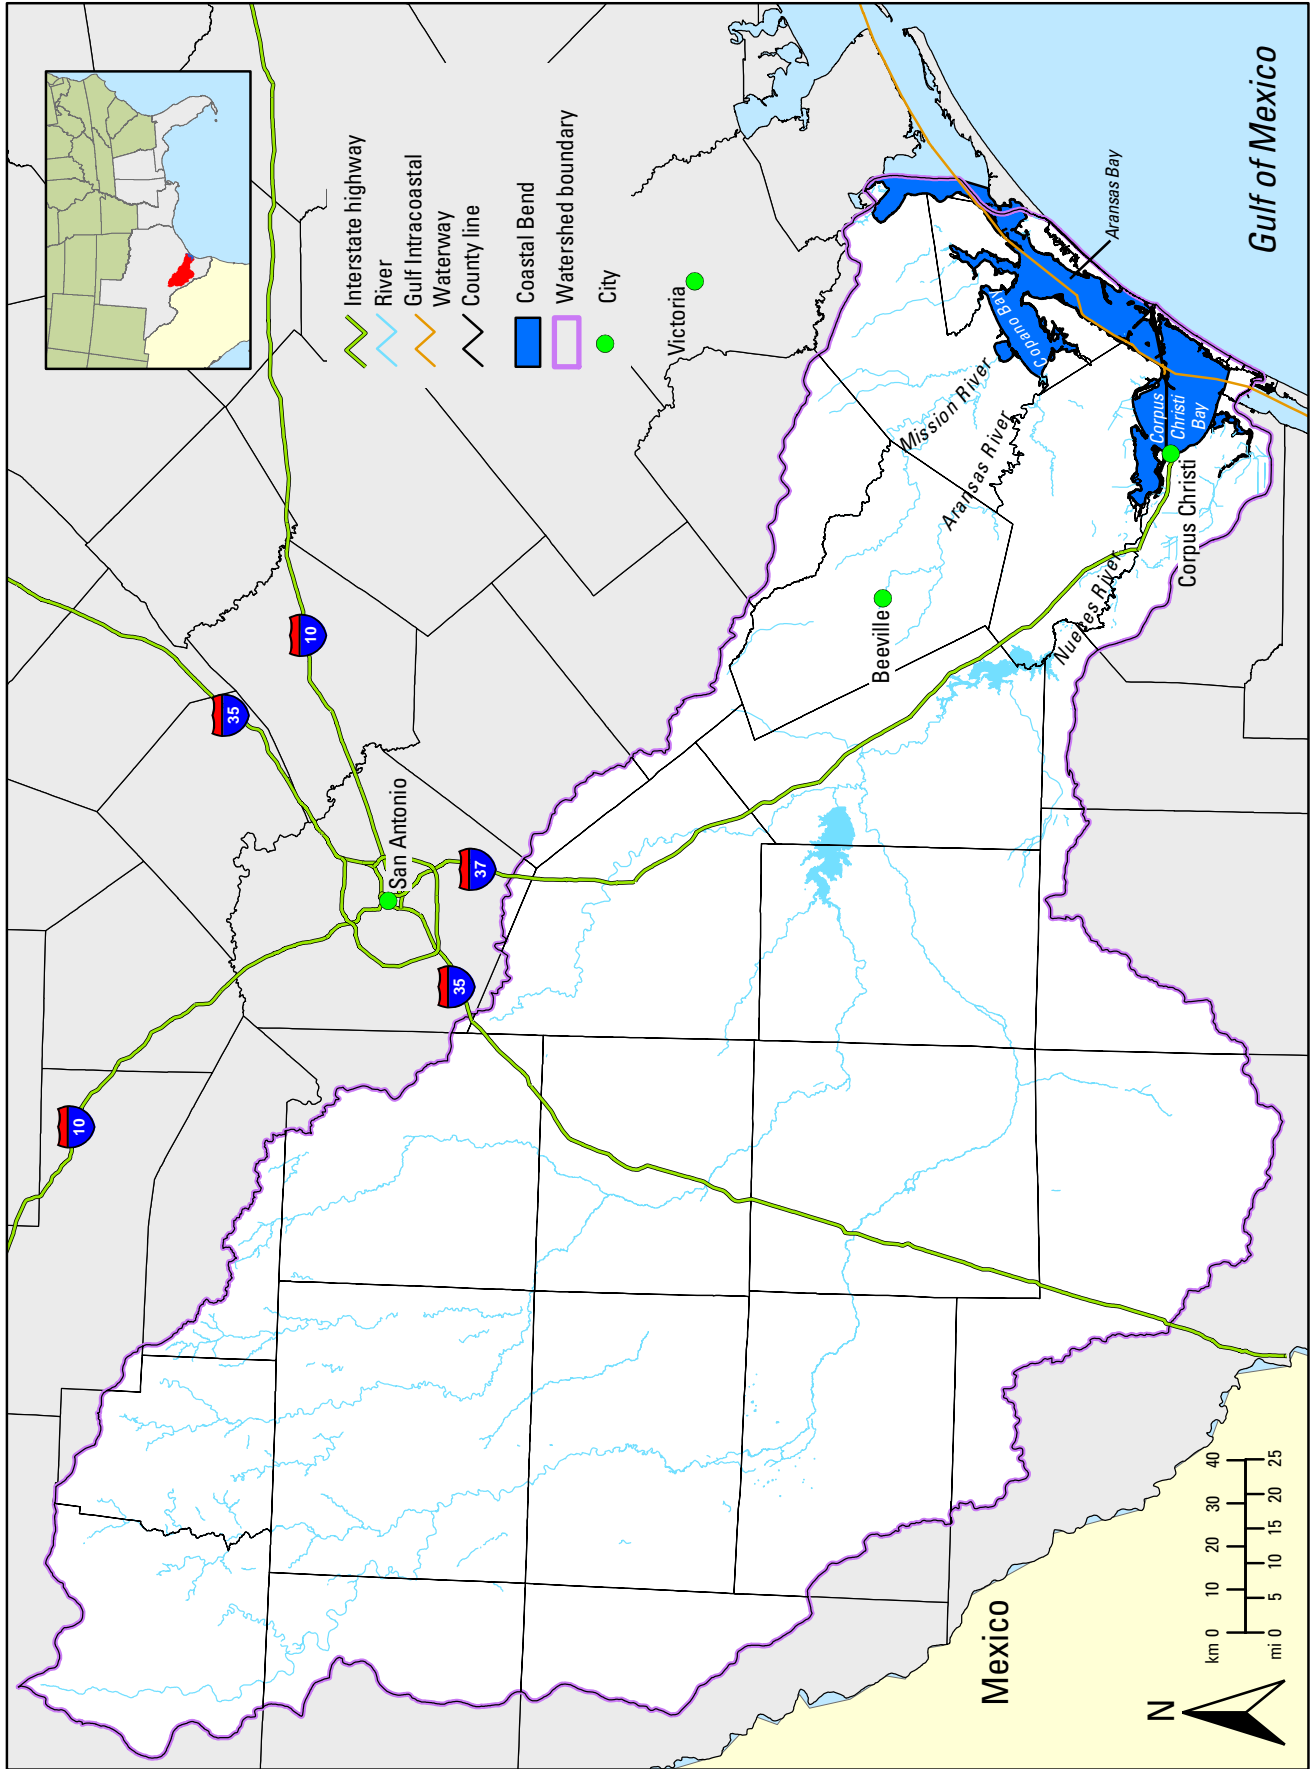 Interstate highway
River
Gulf Intracoastal
Waterway
County line
Coastal Bend
Watershed boundary
City
10
35
10
35
37
San Antonio
Victoria
Beeville
Mission River
Aransas River
Nueces River
Copano Bay
Aransas Bay
Corpus
Christi
Bay
Corpus Christi
Gulf of Mexico
Mexico
N
km 0 10 20 30 40
mi 0 5 10 15 20 25